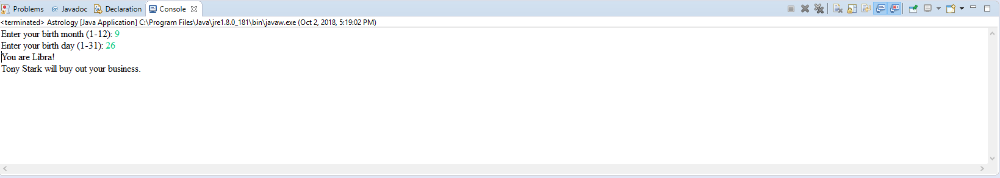 Problems @ Javadoc Declaration Console
<terminated> Astrology [Java Application] C:\Program Files\Java\jre1.8.0_181\bin\javaw.exe (Oct 2, 2018, 5:19:02 PM)
Enter your birth month (1-12): 9
Enter your birth day (1-31): 26
You are Libra!
Tony Stark will buy out your business.